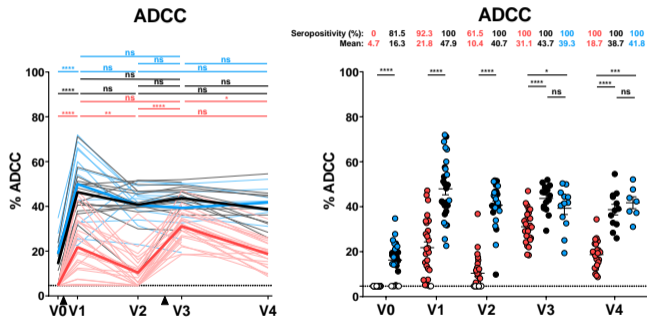 ADCC
ns
ns ns
**** ns
ns
ns ns
**** ns ns
ns *
****
**** ** ns
% ADCC
100
80
60
40
20
0
V0 V1 V2 V3 V4
ADCC
Seropositivity (%): 0 81.5 92.3 100 61.5 100 100 100 100 100 100 100
Mean: 4.7 16.3 21.8 47.9 10.4 40.7 31.1 43.7 39.3 18.7 38.7 41.8
% ADCC
100
80
60
40
20
0
**** **** **** * ***
**** ****
ns ns
V0 V1 V2 V3 V4